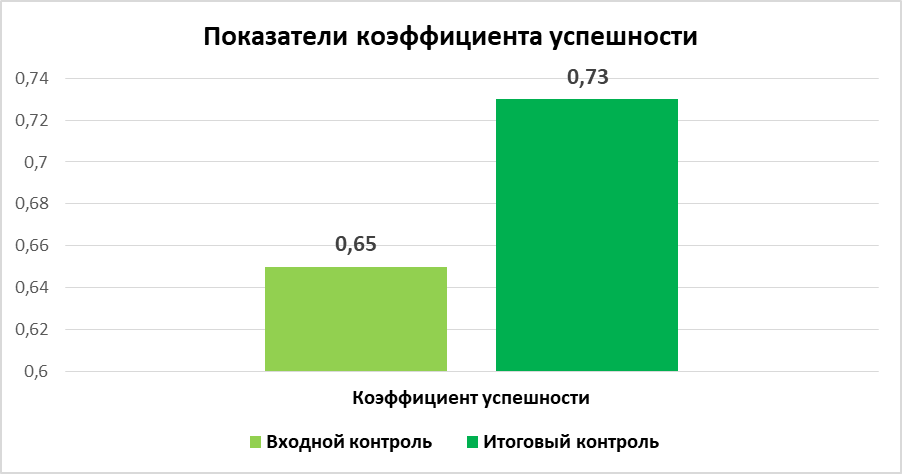 Показатели коэффициента успешности
0,74
0,73
0,72
0,7
0,68
0,66
0,65
0,64
0,62
0,6
Коэффициент успешности
Входной контроль
Итоговый контроль